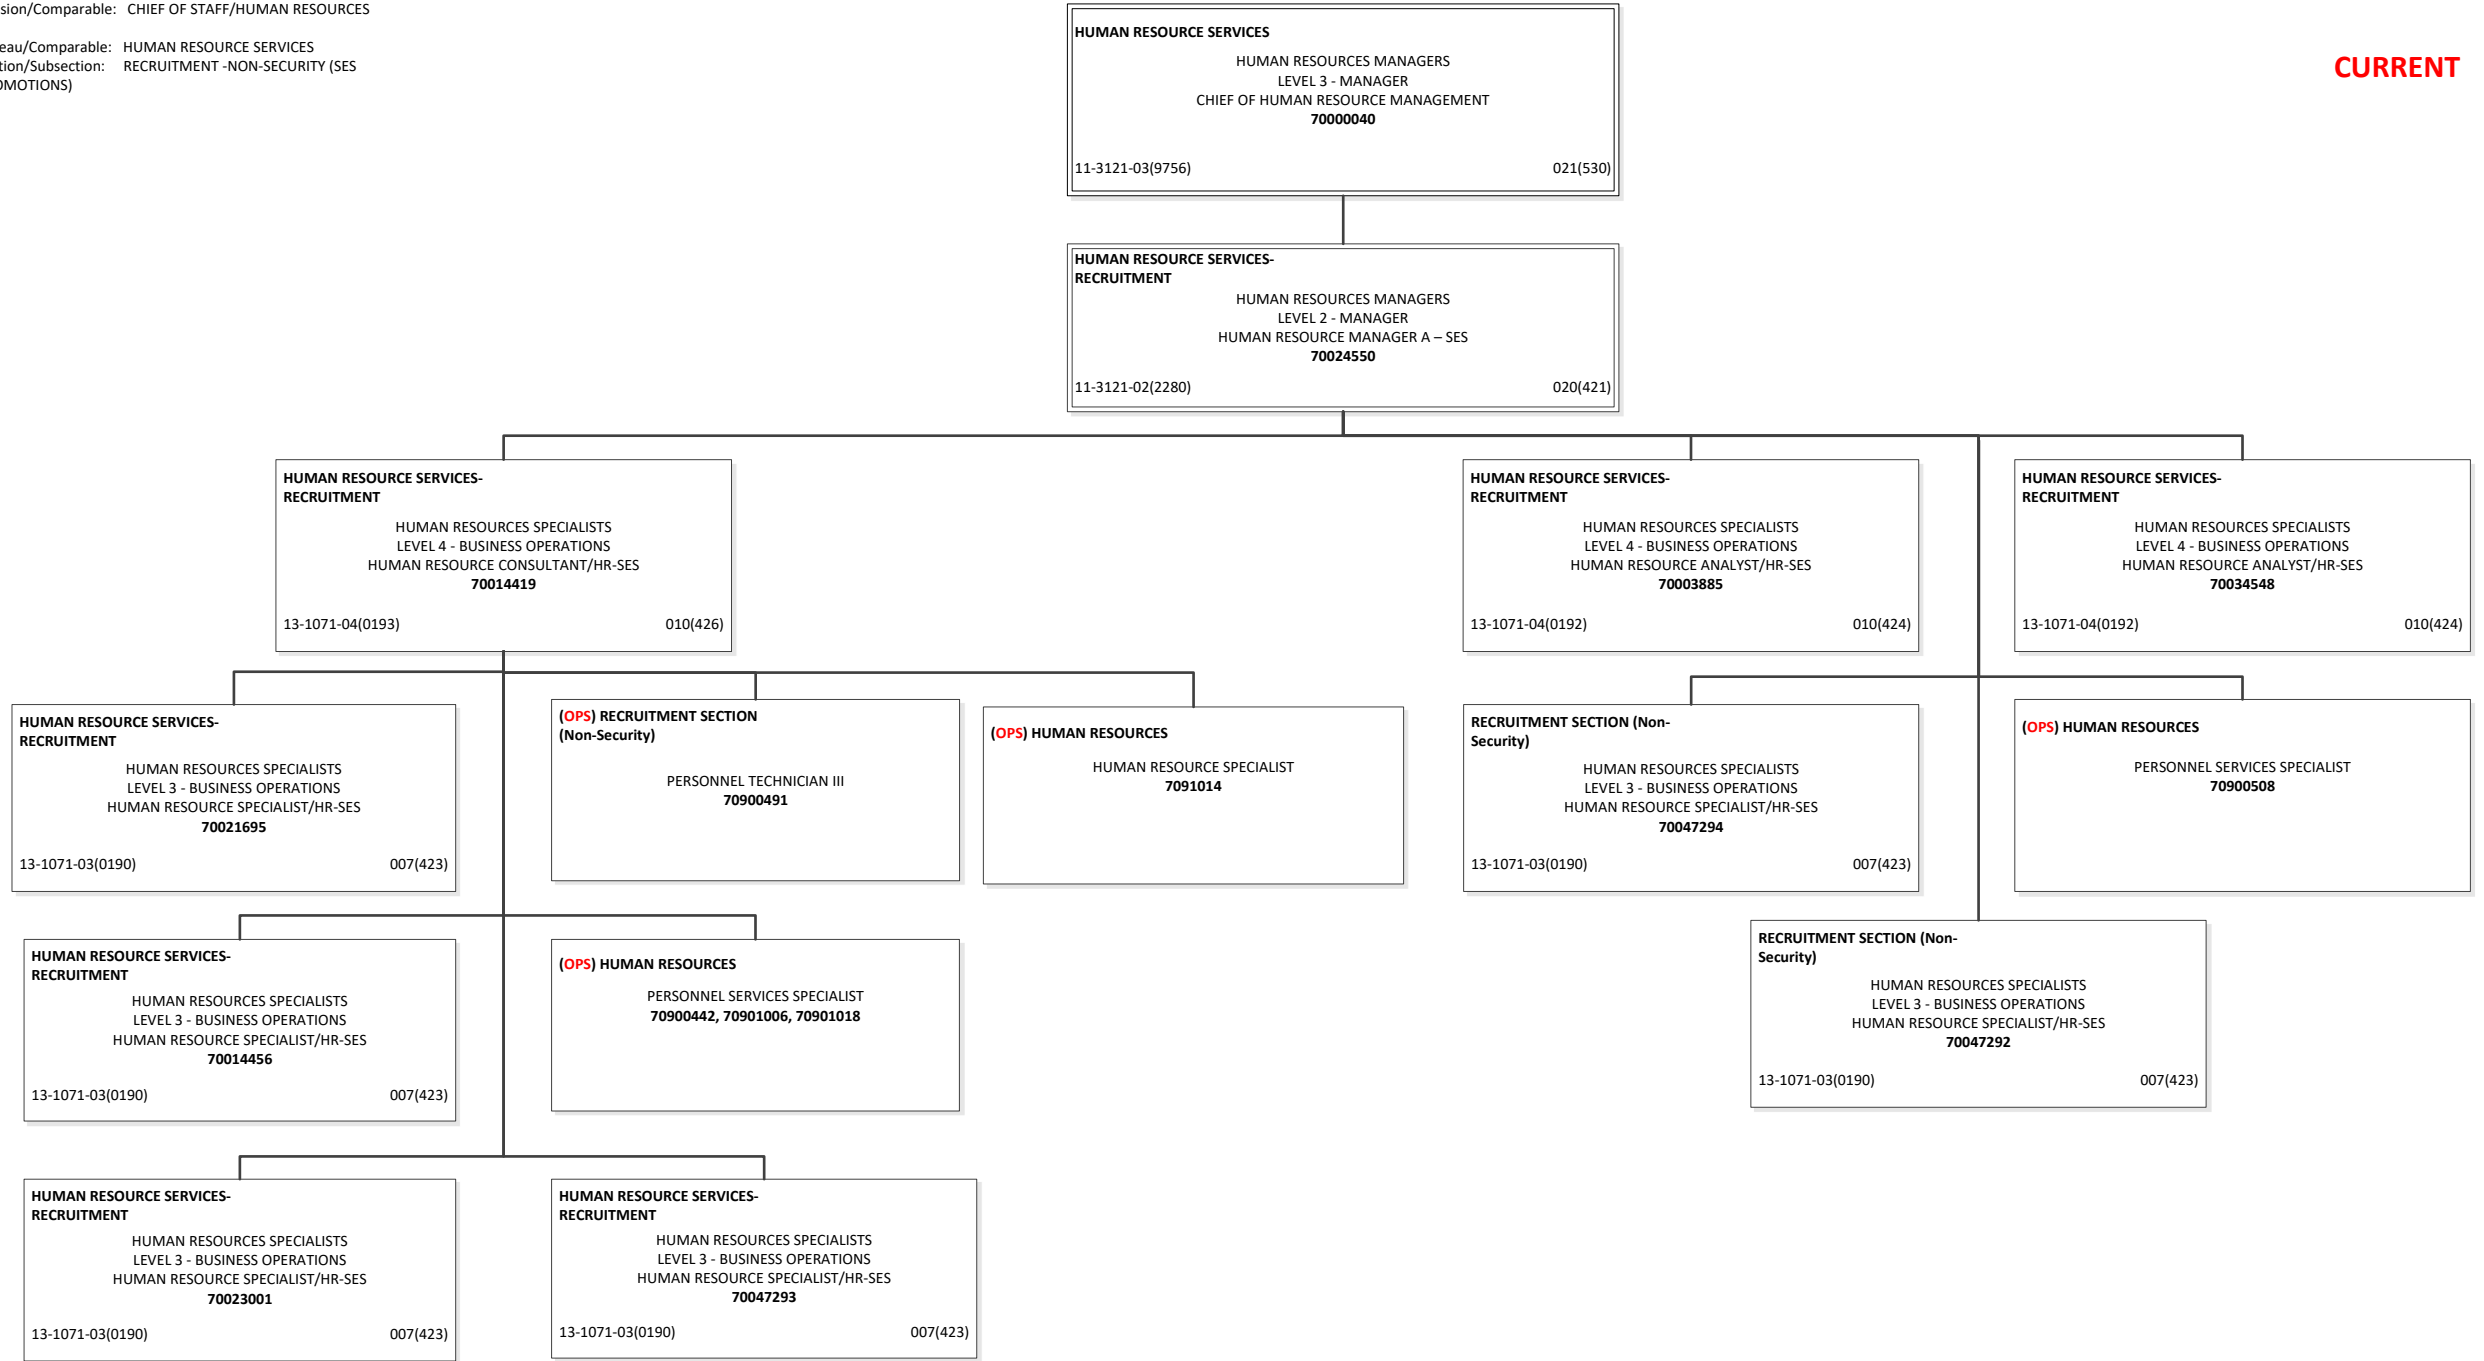 sion/Comparable: CHIEF OF STAFF/HUMAN RESOURCES
eau/Comparable: HUMAN RESOURCE SERVICES
tion/Subsection: RECRUITMENT -NON-SECURITY (SES
OMOTIONS)
CURRENT
HUMAN RESOURCE SERVICES
HUMAN RESOURCES MANAGERS
LEVEL 3 - MANAGER
CHIEF OF HUMAN RESOURCE MANAGEMENT
70000040
11-3121-03(9756) 021(530)
HUMAN RESOURCE SERVICES-
RECRUITMENT
HUMAN RESOURCES MANAGERS
LEVEL 2 - MANAGER
HUMAN RESOURCE MANAGER A – SES
70024550
11-3121-02(2280) 020(421)
HUMAN RESOURCE SERVICES-
RECRUITMENT
HUMAN RESOURCES SPECIALISTS
LEVEL 4 - BUSINESS OPERATIONS
HUMAN RESOURCE CONSULTANT/HR-SES
70014419
13-1071-04(0193) 010(426)
HUMAN RESOURCE SERVICES-
RECRUITMENT
HUMAN RESOURCES SPECIALISTS
LEVEL 4 - BUSINESS OPERATIONS
HUMAN RESOURCE ANALYST/HR-SES
70003885
13-1071-04(0192) 010(424)
HUMAN RESOURCE SERVICES-
RECRUITMENT
HUMAN RESOURCES SPECIALISTS
LEVEL 4 - BUSINESS OPERATIONS
HUMAN RESOURCE ANALYST/HR-SES
70034548
13-1071-04(0192) 010(424)
HUMAN RESOURCE SERVICES-
RECRUITMENT
HUMAN RESOURCES SPECIALISTS
LEVEL 3 - BUSINESS OPERATIONS
HUMAN RESOURCE SPECIALIST/HR-SES
70021695
13-1071-03(0190) 007(423)
(OPS) RECRUITMENT SECTION
(Non-Security)
PERSONNEL TECHNICIAN III
70900491
(OPS) HUMAN RESOURCES
HUMAN RESOURCE SPECIALIST
7091014
RECRUITMENT SECTION (Non-
Security)
HUMAN RESOURCES SPECIALISTS
LEVEL 3 - BUSINESS OPERATIONS
HUMAN RESOURCE SPECIALIST/HR-SES
70047294
13-1071-03(0190) 007(423)
(OPS) HUMAN RESOURCES
PERSONNEL SERVICES SPECIALIST
70900508
HUMAN RESOURCE SERVICES-
RECRUITMENT
HUMAN RESOURCES SPECIALISTS
LEVEL 3 - BUSINESS OPERATIONS
HUMAN RESOURCE SPECIALIST/HR-SES
70014456
13-1071-03(0190) 007(423)
(OPS) HUMAN RESOURCES
PERSONNEL SERVICES SPECIALIST
70900442, 70901006, 70901018
RECRUITMENT SECTION (Non-
Security)
HUMAN RESOURCES SPECIALISTS
LEVEL 3 - BUSINESS OPERATIONS
HUMAN RESOURCE SPECIALIST/HR-SES
70047292
13-1071-03(0190) 007(423)
HUMAN RESOURCE SERVICES-
RECRUITMENT
HUMAN RESOURCES SPECIALISTS
LEVEL 3 - BUSINESS OPERATIONS
HUMAN RESOURCE SPECIALIST/HR-SES
70023001
13-1071-03(0190) 007(423)
HUMAN RESOURCE SERVICES-
RECRUITMENT
HUMAN RESOURCES SPECIALISTS
LEVEL 3 - BUSINESS OPERATIONS
HUMAN RESOURCE SPECIALIST/HR-SES
70047293
13-1071-03(0190) 007(423)